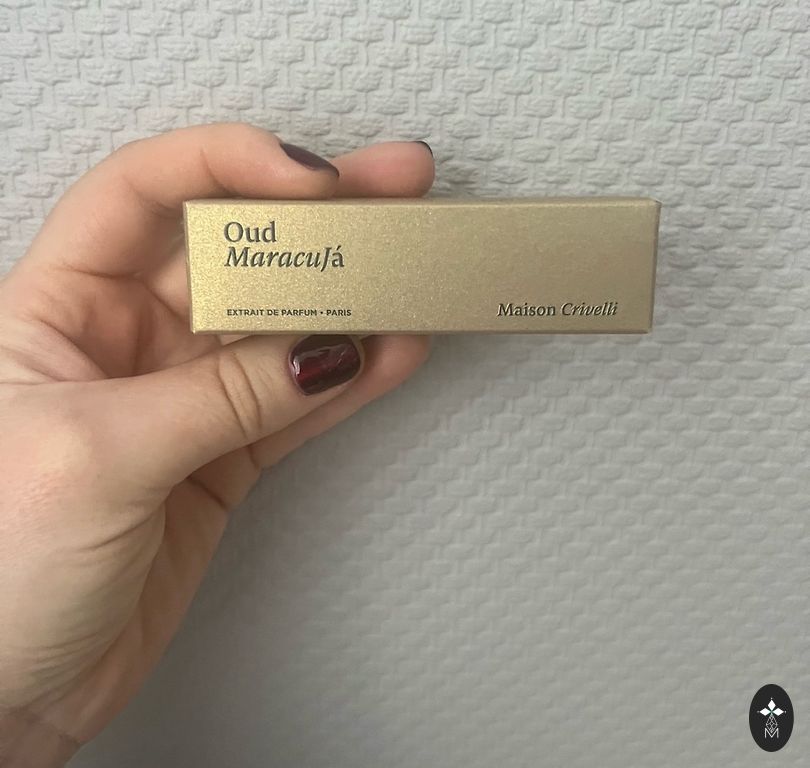 Oud
MaracuJá
EXTRAIT DE PARFUM • PARIS
Maison Crivelli
M